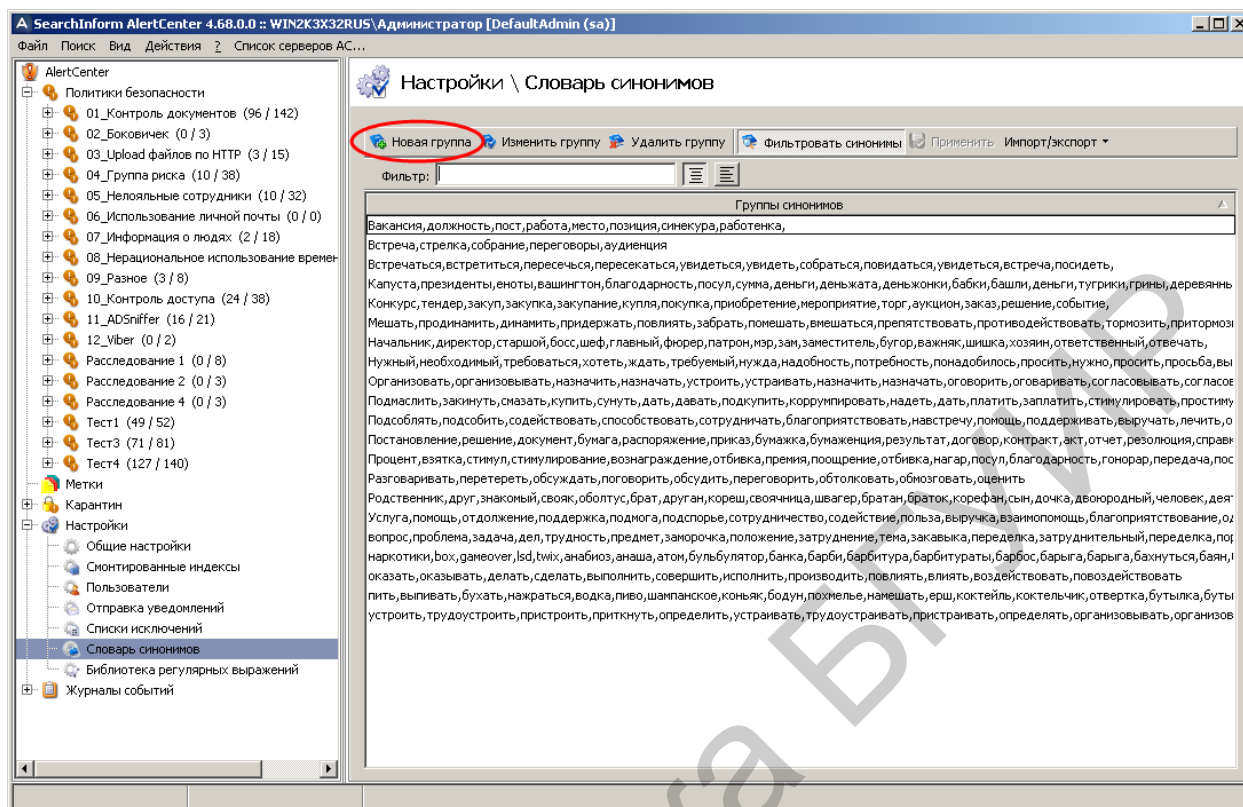 SearchInform AlertCenter 4.68.0.0 :: WIN2K3X32RUS\Администратор [DefaultAdmin (sa)]
Файл Поиск Вид Действия ? Список серверов АС...
AlertCenter
Политики безопасности
01_Контроль документов (96 / 142)
02_Боковичек (0 / 3)
03_Upload файлов по HTTP (3 / 15)
04_Группа риска (10 / 38)
05_Нелояльные сотрудники (10 / 32)
06_Использование личной почты (0 / 0)
07_Информация о людях (2 / 18)
08_Нерациональное использование времен
09_Разное (3 / 8)
10_Контроль доступа (24 / 38)
11_ADSniffer (16 / 21)
12_Viber (0 / 2)
Расследование 1 (0 / 8)
Расследование 2 (0 / 3)
Расследование 4 (0 / 3)
Тест1 (49 / 52)
Тест3 (71 / 81)
Тест4 (127 / 140)
Метки
Карантин
Настройки
Общие настройки
Смонтированные индексы
Пользователи
Отправка уведомлений
Списки исключений
Словарь синонимов
Библиотека регулярных выражений
Журналы событий
Настройки \ Словарь синонимов
Новая группа Изменить группу Удалить группу Фильтровать синонимы Применить Импорт/экспорт
Фильтр:
Группы синонимов
Вакансия,должность,пост,работа,место,позиция,синекура,работенка,
Встреча,стрелка,собрание,переговоры,аудиенция
Встречаться,встретиться,пересечься,пересекаться,увидеться,увидеть,собраться,повидаться,увидеться,встреча,посидеть,
Капуста,президенты,еноты,вашингтон,благодарность,посул,сумма,деньги,деньжата,деньжонки,бабки,башли,деньги,тугрики,грины,деревянны
Конкурс,тендер,закуп,закупка,закупание,купля,покупка,приобретение,мероприятие,торг,аукцион,заказ,решение,событие,
Мешать,продинамить,динамить,придержать,повлиять,забрать,помешать,вмешаться,препятствовать,противодействовать,тормозить,притормоз
Начальник,директор,старшой,босс,шеф,главный,фюрер,патрон,мэр,зам,заместитель,бугор,важняк,шишка,хозяин,ответственный,отвечать,
Нужный,необходимый,требоваться,хотеть,ждать,требуемый,нужда,надобность,потребность,понадобилось,просить,нужно,просить,просьба,вы
Организовать,организовывать,назначить,назначать,устроить,устраивать,назначить,назначать,оговорить,оговаривать,согласовывать,согласов
Подмаслить,закинуть,смазать,купить,сунуть,дать,давать,подкупить,коррумпировать,надеть,дать,платить,заплатить,стимулировать,простиму
Подсоблять,подсобить,содействовать,способствовать,сотрудничать,благоприятствовать,навстречу,помощь,поддерживать,выручать,лечить,о
Постановление,решение,документ,бумага,распоряжение,приказ,бумажка,бумаженция,результат,договор,контракт,акт,отчет,резолюция,справк
Процент,взятка,стимул,стимулирование,вознаграждение,отбивка,премия,поощрение,отбивка,нагар,посул,благодарность,гонорар,передача,пос
Разговаривать,перетереть,обсуждать,поговорить,обсудить,переговорить,обтолковать,обмозговать,оценить
Родственник,друг,знакомый,свояк,оболтус,брат,друган,кореш,своячница,швагер,братан,браток,корефан,сын,дочка,двоюродный,человек,дея
Услуга,помощь,отдолжение,поддержка,подмога,подспорье,сотрудничество,содействие,польза,выручка,взаимопомощь,благоприятствование,од
вопрос,проблема,задача,дел,трудность,предмет,заморочка,положение,затруднение,тема,закавыка,переделка,затруднительный,переделка,пор
наркотики,box,gameover,lsd,twix,анабиоз,анаша,атом,бульбулятор,банка,барби,барбитура,барбитураты,барбос,барыга,барыга,бахнуться,баян,
оказать,оказывать,делать,сделать,выполнить,совершить,исполнить,производить,повлиять,влиять,воздействовать,повоздействовать
пить,выпивать,бухать,нажраться,водка,пиво,шампанское,коньяк,бодун,похмелье,намешать,ерш,коктейль,коктельчик,отвертка,бутылка,буты
устроить,трудоустроить,пристроить,приткнуть,определить,устраивать,трудоустраивать,пристраивать,определять,организовывать,организов
БГУИР